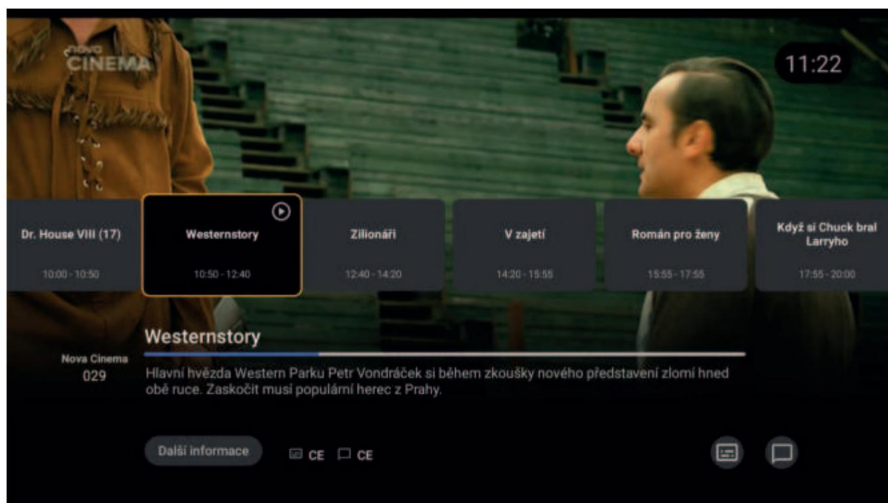 nova
CINEMA
11:22
Dr. House VIII (17)
10:00 - 10:50
Westernstory
10:50 - 12:40
Zilionáři
12:40 - 14:20
V zajetí
14:20 - 15:55
Román pro ženy
15:55 - 17:55
Když si Chuck bral
Larryho
17:55 - 20:00
Westernstory
Nova Cinema
029
Hlavní hvězda Western Parku Petr Vondráček si během zkoušky nového představení zlomí hned
obě ruce. Zaskočit musí populární herec z Prahy.
Další informace
CE
CE